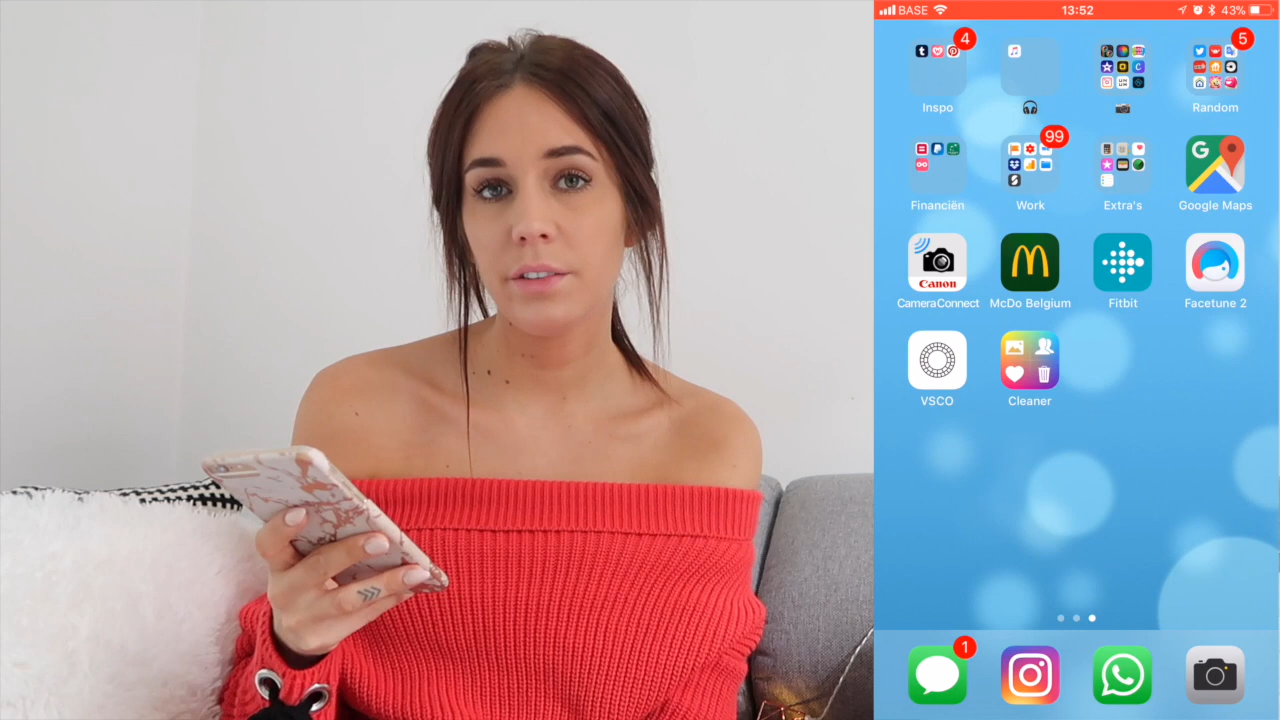 BASE 13:52 43%
4 5
Inspo 🎧 📷 Random
99
Financiën Work Extra's Google Maps
Canon
CameraConnect McDo Belgium Fitbit Facetune 2
VSCO Cleaner
1